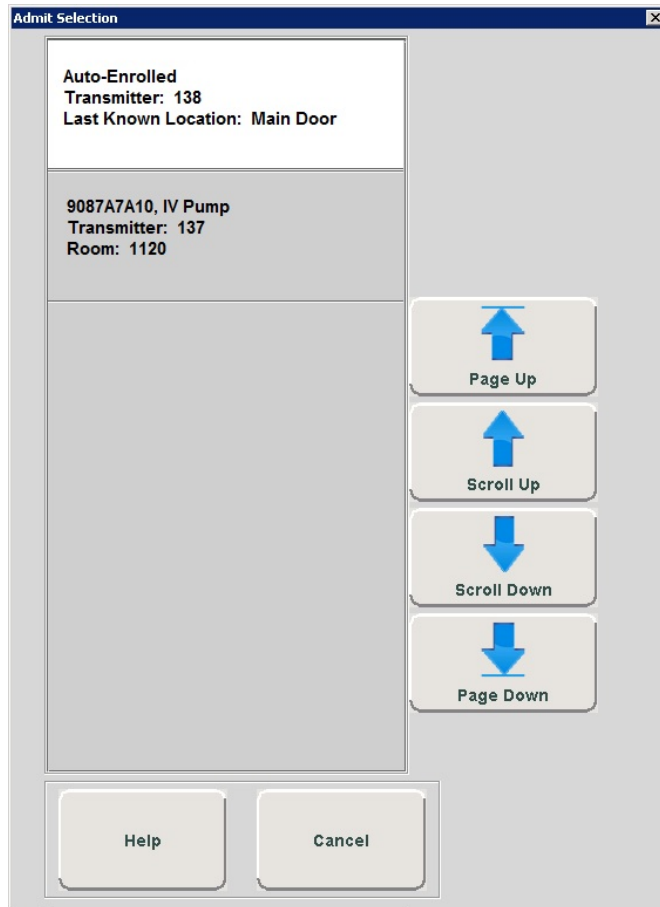 Admit Selection
Auto-Enrolled
Transmitter: 138
Last Known Location: Main Door
9087A7A10, IV Pump
Transmitter: 137
Room: 1120
Page Up
Scroll Up
Scroll Down
Page Down
Help
Cancel